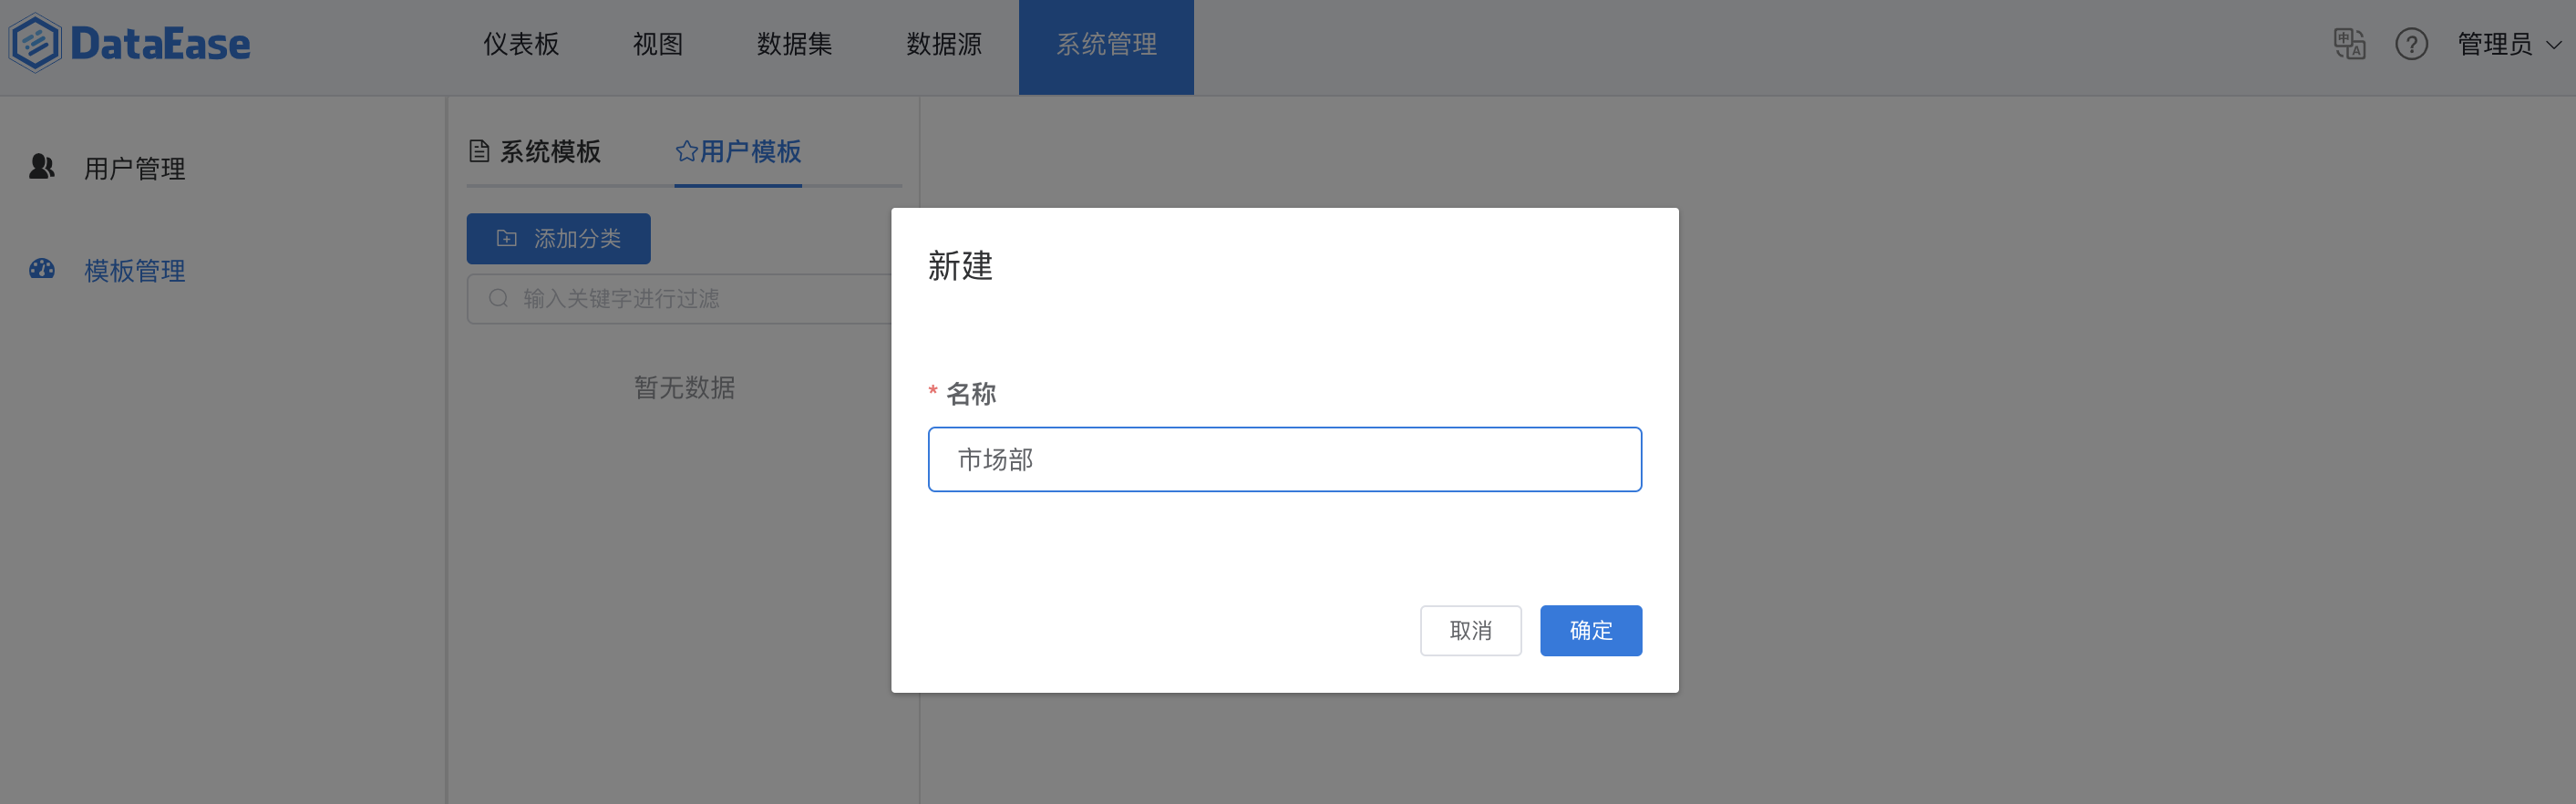 DataEase
仪表板 视图 数据集 数据源 系统管理
中 A ? 管理员
用户管理
模板管理
系统模板 用户模板
添加分类
输入关键字进行过滤
暂无数据
新建
* 名称
市场部
取消 确定